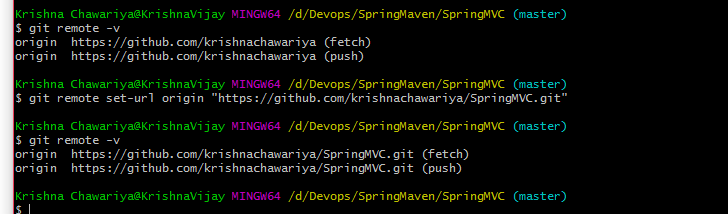 Krishna Chawariya@KrishnaVijay MINGW64 /d/Devops/SpringMaven/SpringMVC (master)
$ git remote -v
origin  https://github.com/krishnachawariya (fetch)
origin  https://github.com/krishnachawariya (push)
Krishna Chawariya@KrishnaVijay MINGW64 /d/Devops/SpringMaven/SpringMVC (master)
$ git remote set-url origin "https://github.com/krishnachawariya/SpringMVC.git"
Krishna Chawariya@KrishnaVijay MINGW64 /d/Devops/SpringMaven/SpringMVC (master)
$ git remote -v
origin  https://github.com/krishnachawariya/SpringMVC.git (fetch)
origin  https://github.com/krishnachawariya/SpringMVC.git (push)
Krishna Chawariya@KrishnaVijay MINGW64 /d/Devops/SpringMaven/SpringMVC (master)
$